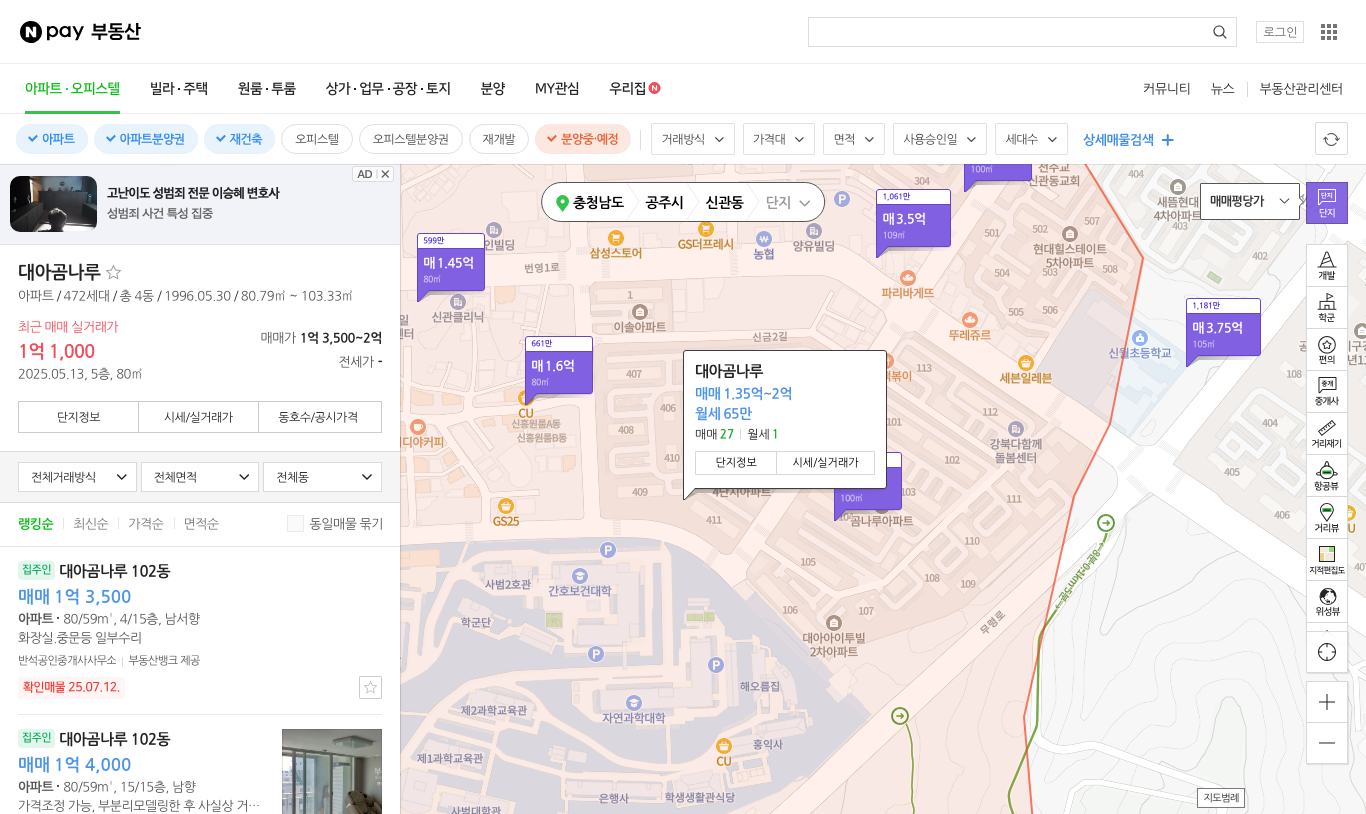 N pay 부동산
로그인
아파트·오피스텔
빌라·주택
원룸·투룸
상가·업무·공장·토지
분양
MY관심
우리집 N
커뮤니티
뉴스
부동산관리센터
아파트
아파트분양권
재건축
오피스텔
오피스텔분양권
재개발
분양중·예정
거래방식
가격대
면적
사용승인일
세대수
상세매물검색
AD
고난이도 성범죄 전문 이승혜 변호사
성범죄 사건 특성 집중
대아곰나루
아파트 / 472세대 / 총 4동 / 1996.05.30 / 80.79㎡ ~ 103.33㎡
최근 매매 실거래가
1억 1,000
2025.05.13, 5층, 80㎡
매매가 1억 3,500~2억
전세가 -
단지정보
시세/실거래가
동호수/공시가격
전체거래방식
전체면적
전체동
랭킹순
최신순
가격순
면적순
동일매물 묶기
집주인 대아곰나루 102동
매매 1억 3,500
아파트 · 80/59m², 4/15층, 남서향
화장실.중문등 일부수리
반석공인중개사사무소
부동산뱅크 제공
확인매물 25.07.12.
집주인 대아곰나루 102동
매매 1억 4,000
아파트 · 80/59m², 15/15층, 남향
가격조정 가능, 부분리모델링한 후 사실상 거…
충청남도
공주시
신관동
단지
매매평당가
단지
단지
개발
학군
편의
중개
중개사
거리재기
항공뷰
거리뷰
지적편집도
위성뷰
지도범례
599만
매 1.45억
80㎡
661만
매 1.6억
80㎡
1,061만
매 3.5억
109㎡
100㎡
1,181만
매 3.75억
105㎡
100㎡
대아곰나루
매매 1.35억~2억
월세 65만
매매 27
월세 1
단지정보
시세/실거래가
인빌딩
삼성스토어
GS더프레시
농협
양유빌딩
P
신관동교회
507
새뜸현대
4차아파트
404
402
현대힐스테이트
5차아파트
501
502
503
504
505
508
번영1로
신관클리닉
일
센터
1
이솔아파트
신금2길
파리바게뜨
뚜레쥬르
떡볶이
세븐일레븐
신월초등학교
CU
신흥원룸A동
신흥원룸B동
디야커피
406
407
408
409
410
411
4단지아파트
곰나루아파트
103
112
111
110
109
108
107
106
강북다함께
돌봄센터
404
405
GS25
사범2호관
간호보건대학
학군단
P
P
P
해오름집
자연과학대학
제2과학교육관
제1과학교육관
홍익사
CU
은행사
학생생활관식당
사범대학관
대아아이투빌
2차아파트
무령로